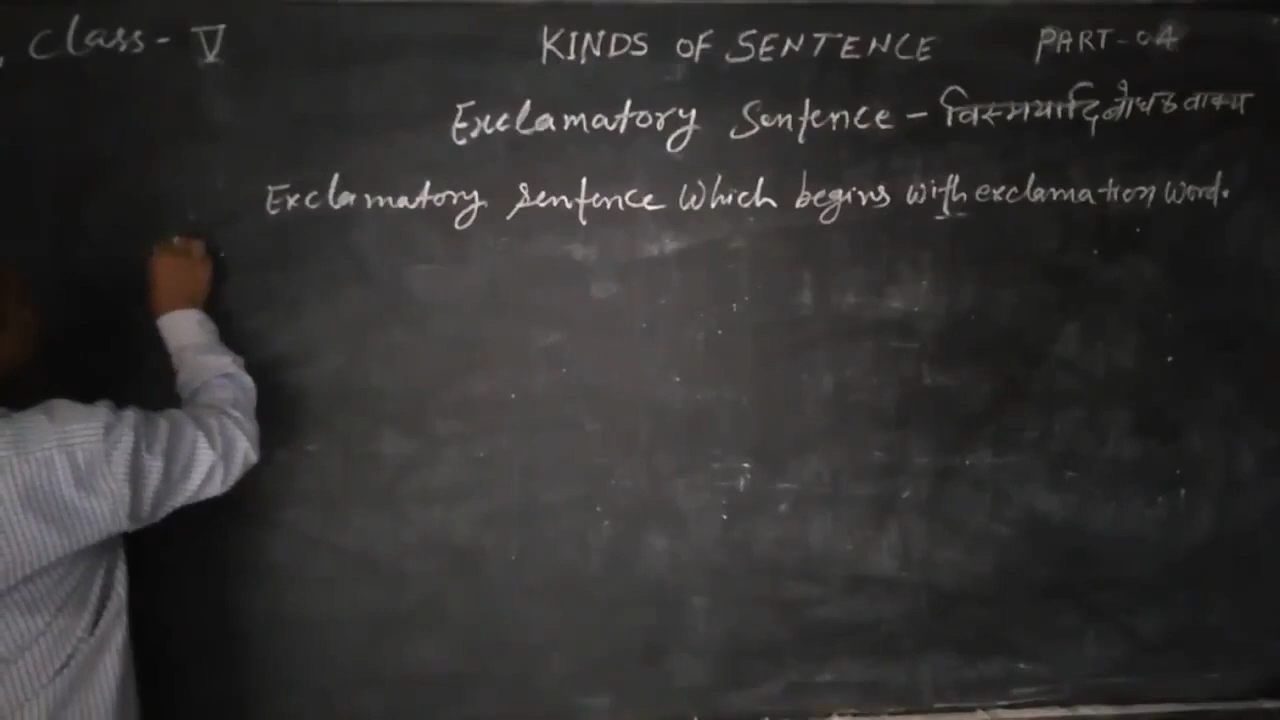 Class - V KINDS OF SENTENCE PART-04
Exclamatory Sentence - विस्मयादिबोधक वाक्य
Exclamatory sentence which begins with exclamation word.